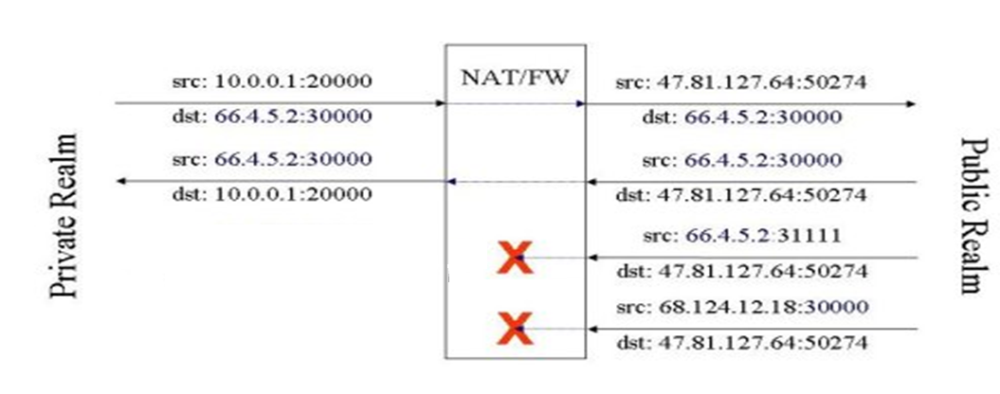 NAT/FW
src: 10.0.0.1:20000
dst: 66.4.5.2:30000
src: 47.81.127.64:50274
dst: 66.4.5.2:30000
src: 66.4.5.2:30000
dst: 10.0.0.1:20000
src: 66.4.5.2:30000
dst: 47.81.127.64:50274
src: 66.4.5.2:31111
dst: 47.81.127.64:50274
src: 68.124.12.18:30000
dst: 47.81.127.64:50274
Private Realm
Public Realm